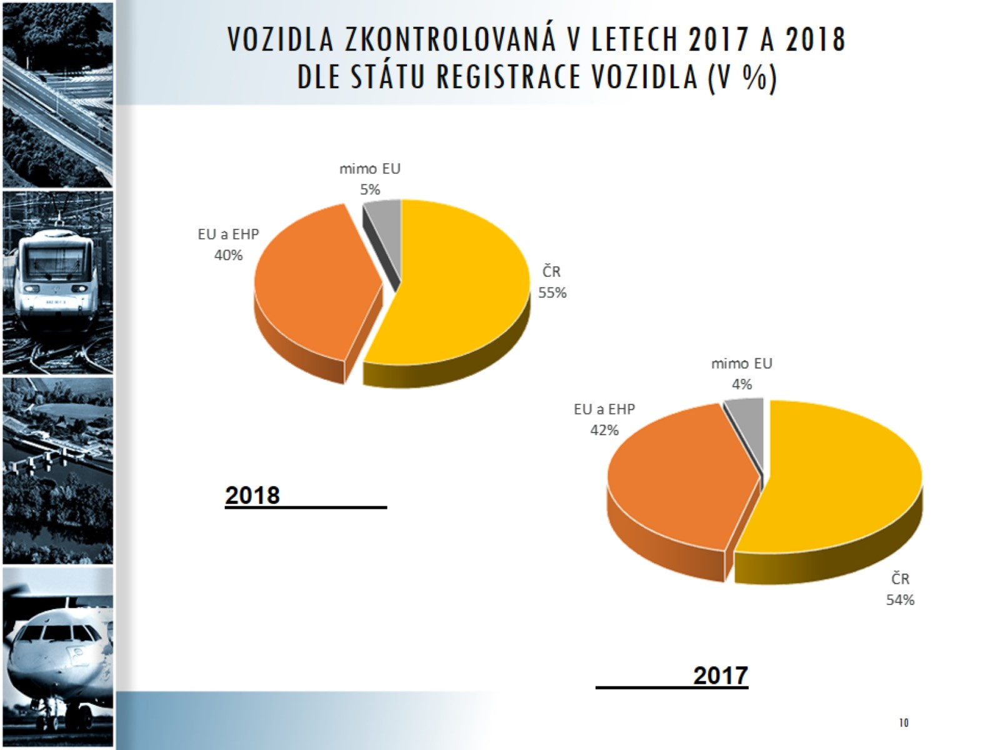 VOZIDLA ZKONTROLOVANÁ V LETECH 2017 A 2018
DLE STÁTU REGISTRACE VOZIDLA (V %)
mimo EU
5%
EU a EHP
40%
ČR
55%
2018
mimo EU
4%
EU a EHP
42%
ČR
54%
2017
10